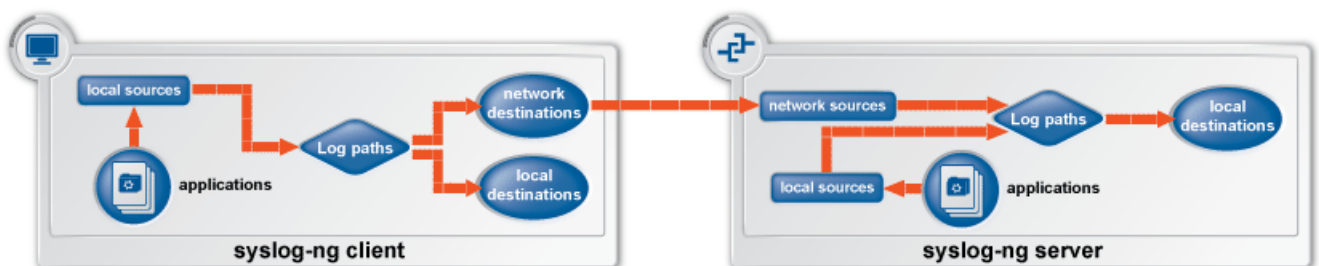 local sources
applications
Log paths
network
destinations
local
destinations
syslog-ng client
network sources
local sources
applications
Log paths
local
destinations
syslog-ng server